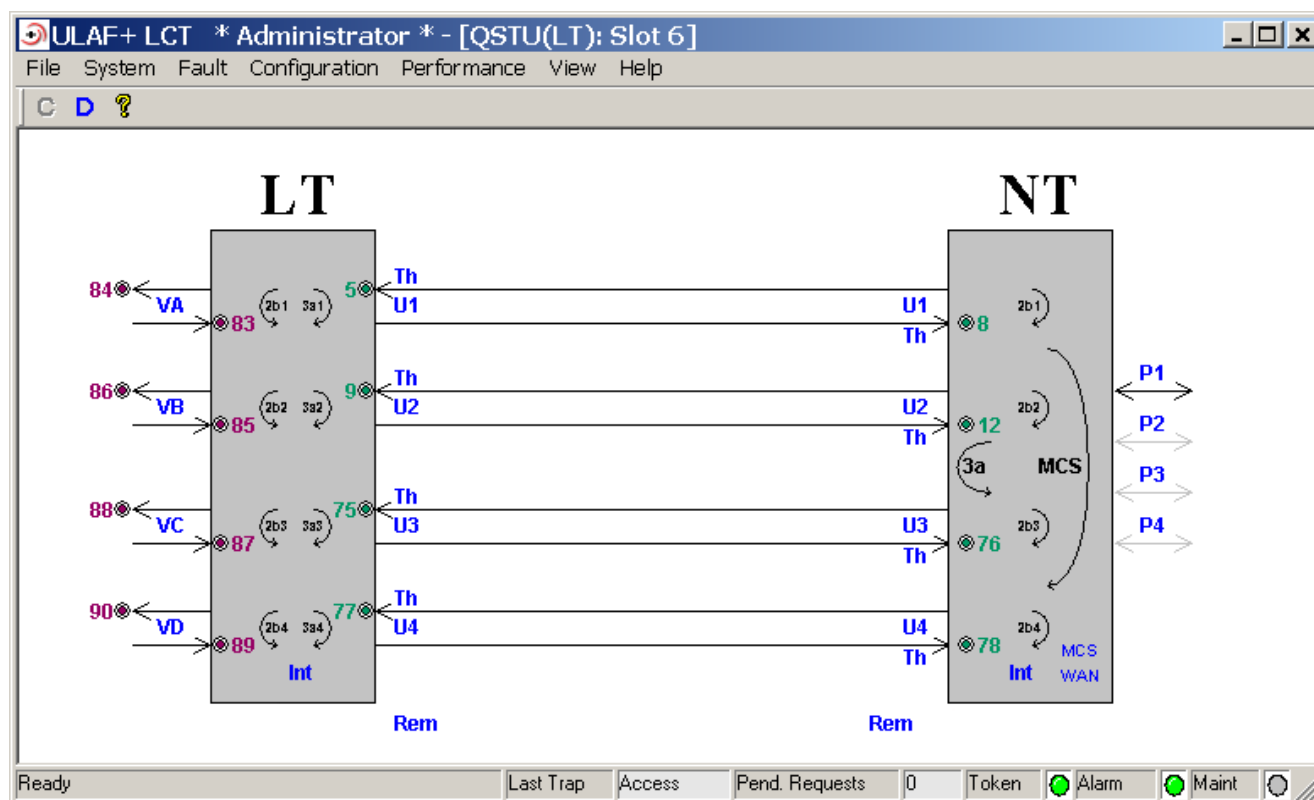 ULAF+ LCT * Administrator * - [QSTU(LT): Slot 6]
File System Fault Configuration Performance View Help
C D ?
LT NT
84 Th
VA 2b1 3a1 5 U1 U1 2b1
83 Th 8
P1
86 Th
VB 2b2 3a2 9 U2 U2 2b2
85 Th 12
P2
3a MCS
P3
88 Th
VC 2b3 3a3 75 U3 U3 2b3 P4
87 Th 76
90 Th
VD 2b4 3a4 77 U4 U4 2b4
89 Th 78
MCS
Int Int WAN
Rem Rem
Ready Last Trap Access Pend. Requests 0 Token Alarm Maint